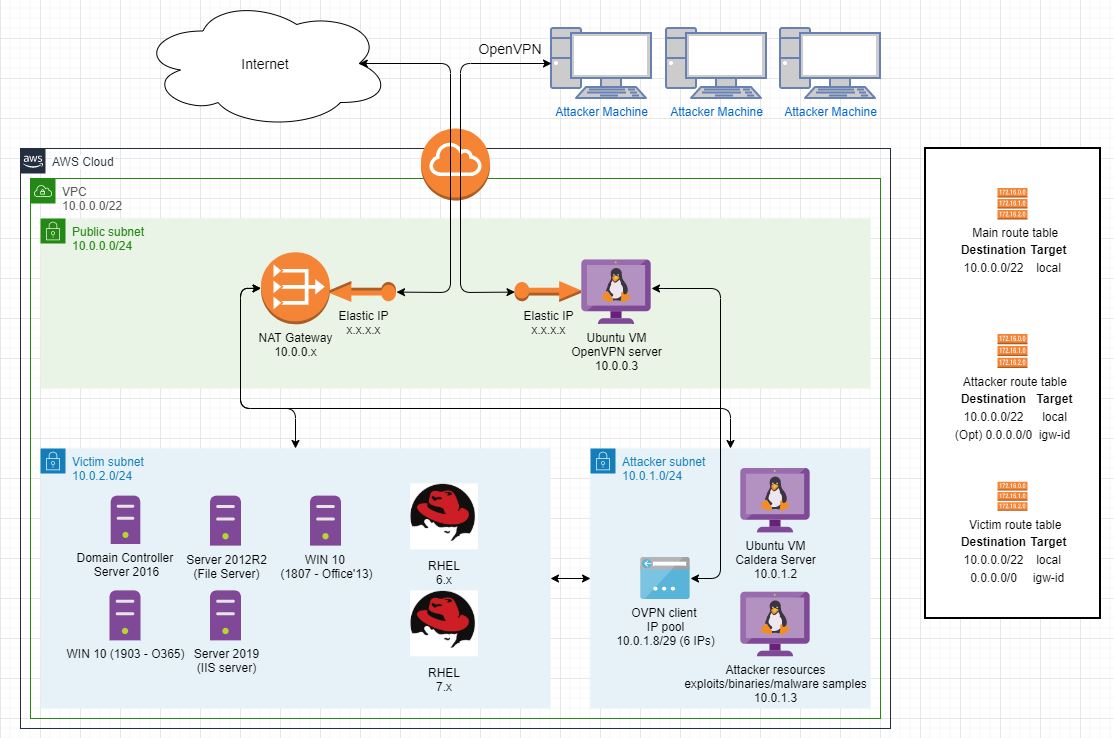 Internet
OpenVPN
Attacker Machine
Attacker Machine
Attacker Machine
aws
AWS Cloud
VPC
10.0.0.0/22
Public subnet
10.0.0.0/24
Elastic IP
x.x.x.x
NAT Gateway
10.0.0.x
Elastic IP
x.x.x.x
Ubuntu VM
OpenVPN server
10.0.0.3
Victim subnet
10.0.2.0/24
Domain Controller
Server 2016
Server 2012R2
(File Server)
WIN 10
(1807 - Office'13)
RHEL
6.x
WIN 10 (1903 - O365)
Server 2019
(IIS server)
RHEL
7.x
Attacker subnet
10.0.1.0/24
Ubuntu VM
Caldera Server
10.0.1.2
OVPN client
IP pool
10.0.1.8/29 (6 IPs)
Attacker resources
exploits/binaries/malware samples
10.0.1.3
172.16.0.0
172.16.1.0
172.16.2.0
Main route table
Destination Target
10.0.0.0/22 local
172.16.0.0
172.16.1.0
172.16.2.0
Attacker route table
Destination Target
10.0.0.0/22 local
(Opt) 0.0.0.0/0 igw-id
172.16.0.0
172.16.1.0
172.16.2.0
Victim route table
Destination Target
10.0.0.0/22 local
0.0.0.0/0 igw-id